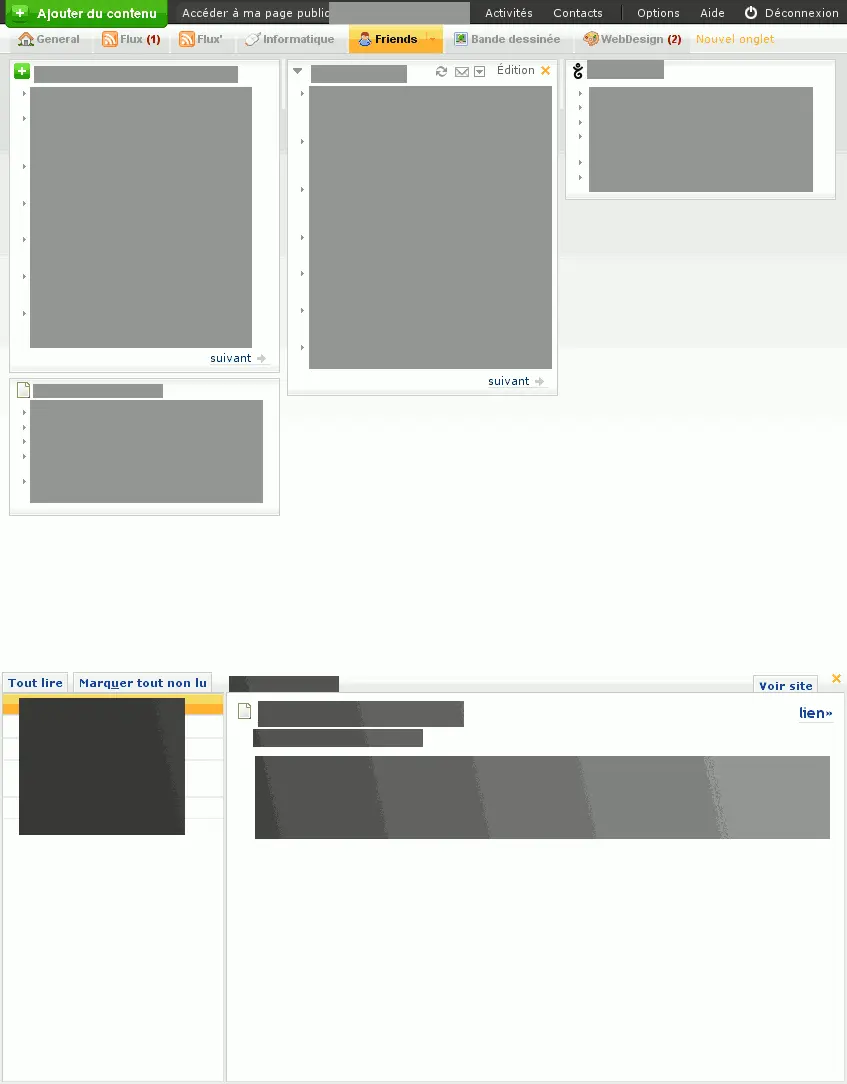 Ajouter du contenu Accéder à ma page public Activités Contacts Options Aide Déconnexion
General Flux (1) Flux' Informatique Friends Bande dessinée WebDesign (2) Nouvel onglet
Édition
suivant
suivant
Tout lire Marquer tout non lu Voir site
lien»